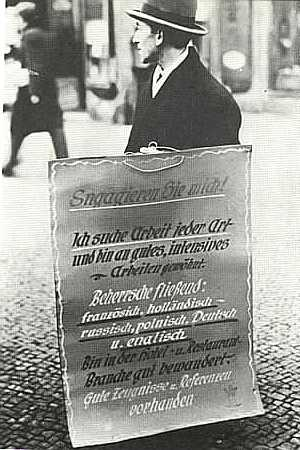 Engagieren Sie mich!
Ich suche Arbeit jeder Art
und bin an gutes, intensives
Arbeiten gewöhnt.
Beherrsche fließend:
französich, holländisch
russisch, polnisch, Deutsch
u. englisch.
Bin in der Hotel- u. Restaurant-
Branche gut bewandert-
Gute Zeugnisse u. Referenzen
vorhanden